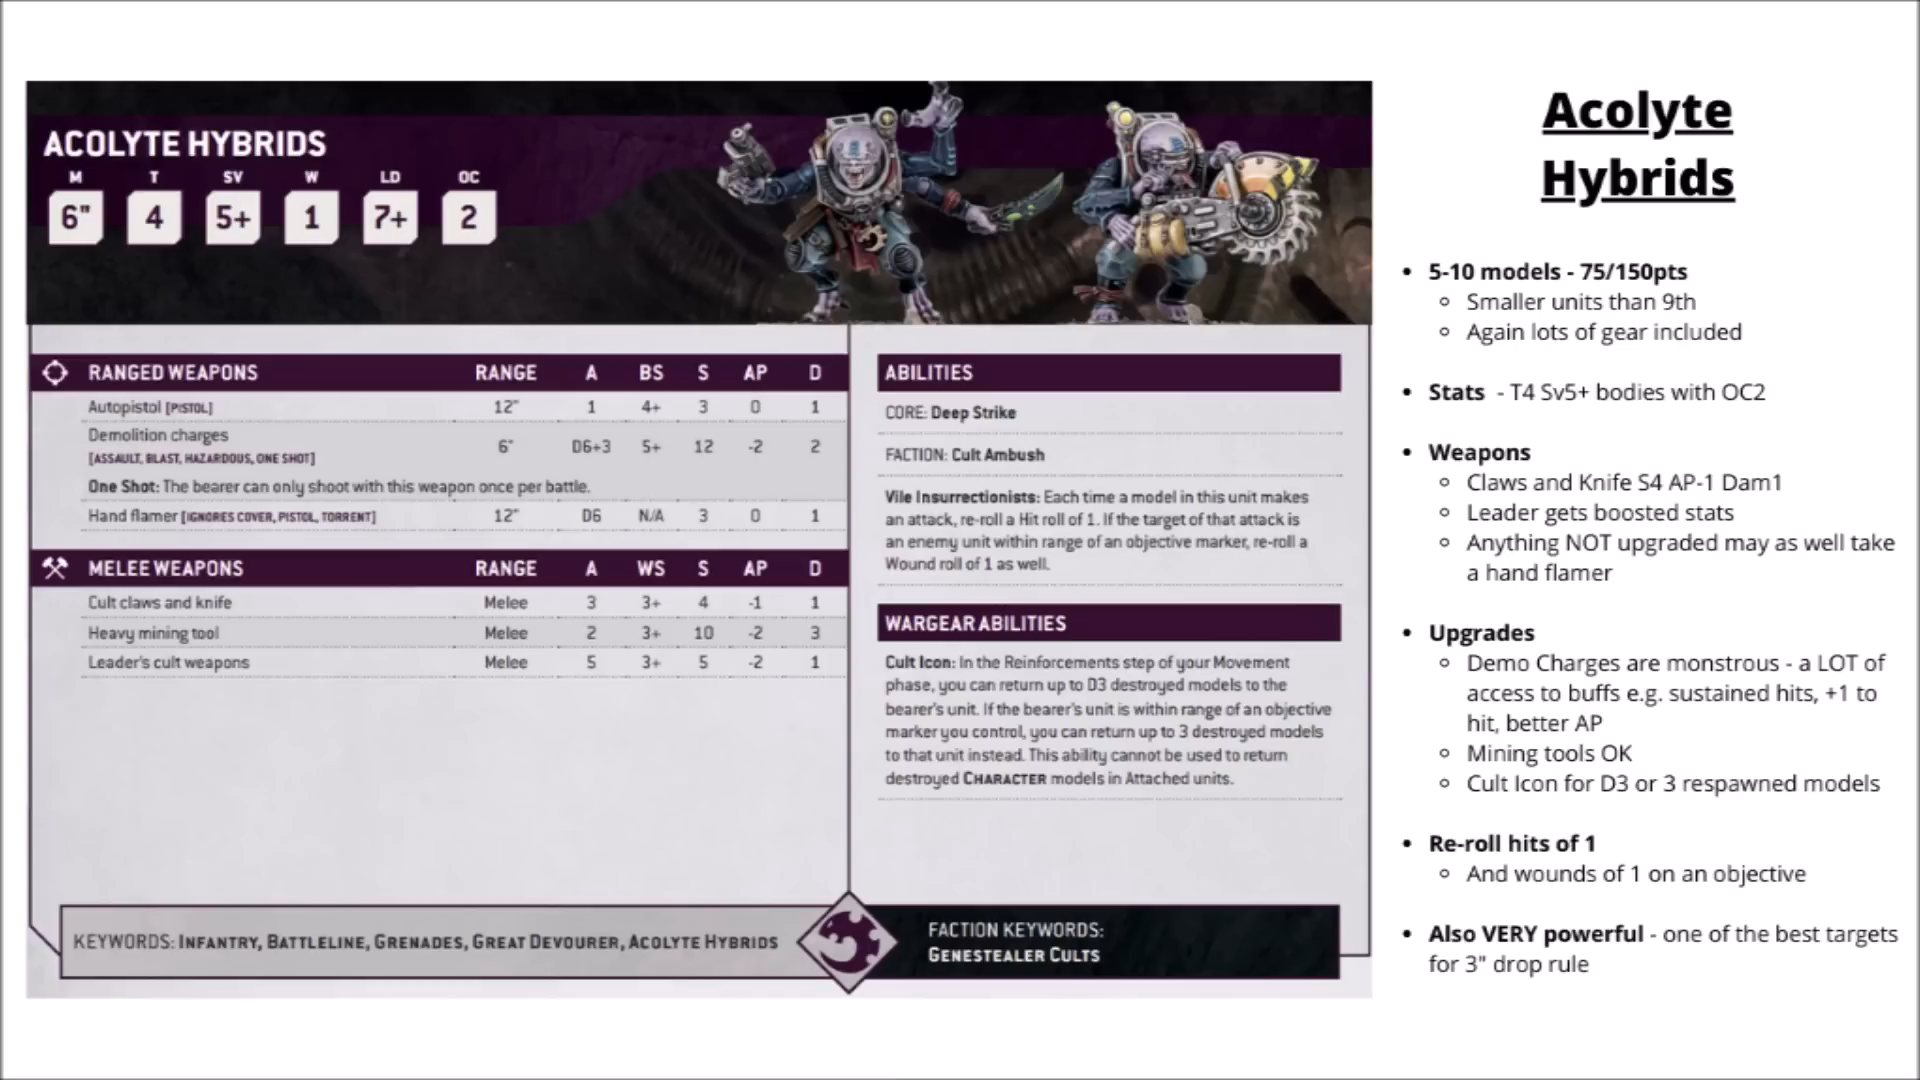 ACOLYTE HYBRIDS
M T SV W LD OC
6" 4 5+ 1 7+ 2
RANGED WEAPONS RANGE A BS S AP D
Autopistol [PISTOL] 12" 1 4+ 3 0 1
Demolition charges
[ASSAULT, BLAST, HAZARDOUS, ONE SHOT] 6" D6+3 5+ 12 -2 2
One Shot: The bearer can only shoot with this weapon once per battle.
Hand flamer [IGNORES COVER, PISTOL, TORRENT] 12" D6 N/A 3 0 1
MELEE WEAPONS RANGE A WS S AP D
Cult claws and knife Melee 3 3+ 4 -1 1
Heavy mining tool Melee 2 3+ 10 -2 3
Leader's cult weapons Melee 5 3+ 5 -2 1
ABILITIES
CORE: Deep Strike
FACTION: Cult Ambush
Vile Insurrectionists: Each time a model in this unit makes
an attack, re-roll a Hit roll of 1. If the target of that attack is
an enemy unit within range of an objective marker, re-roll a
Wound roll of 1 as well.
WARGEAR ABILITIES
Cult Icon: In the Reinforcements step of your Movement
phase, you can return up to D3 destroyed models to the
bearer's unit. If the bearer's unit is within range of an objective
marker you control, you can return up to 3 destroyed models
to that unit instead. This ability cannot be used to return
destroyed CHARACTER models in Attached units.
KEYWORDS: INFANTRY, BATTLELINE, GRENADES, GREAT DEVOURER, ACOLYTE HYBRIDS
FACTION KEYWORDS:
GENESTEALER CULTS
Acolyte
Hybrids
• 5-10 models - 75/150pts
◦ Smaller units than 9th
◦ Again lots of gear included
• Stats - T4 Sv5+ bodies with OC2
• Weapons
◦ Claws and Knife S4 AP-1 Dam1
◦ Leader gets boosted stats
◦ Anything NOT upgraded may as well take
a hand flamer
• Upgrades
◦ Demo Charges are monstrous - a LOT of
access to buffs e.g. sustained hits, +1 to
hit, better AP
◦ Mining tools OK
◦ Cult Icon for D3 or 3 respawned models
• Re-roll hits of 1
◦ And wounds of 1 on an objective
• Also VERY powerful - one of the best targets
for 3" drop rule